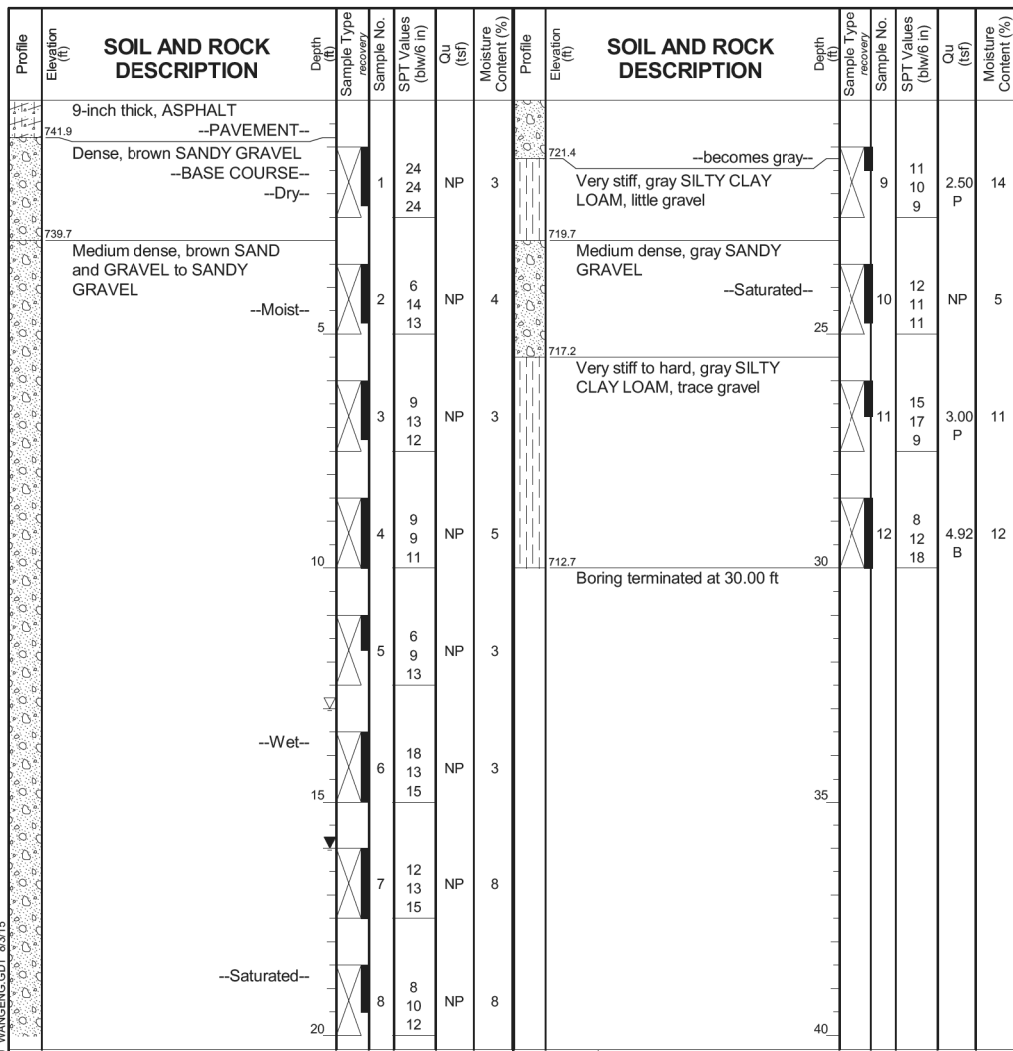 Profile
Elevation
(ft)
SOIL AND ROCK
DESCRIPTION
Depth
(ft)
Sample Type
recovery
Sample No.
SPT Values
(blw/6 in)
Qu
(tsf)
Moisture
Content (%)
9-inch thick, ASPHALT
--PAVEMENT--
741.9
Dense, brown SANDY GRAVEL
--BASE COURSE--
--Dry--
1
24
24
24
NP
3
739.7
Medium dense, brown SAND
and GRAVEL to SANDY
GRAVEL
--Moist--
5
2
6
14
13
NP
4
3
9
13
12
NP
3
10
4
9
9
11
NP
5
5
6
9
13
NP
3
--Wet--
15
6
18
13
15
NP
3
7
12
13
15
NP
8
--Saturated--
20
8
8
10
12
NP
8
Profile
Elevation
(ft)
SOIL AND ROCK
DESCRIPTION
Depth
(ft)
Sample Type
recovery
Sample No.
SPT Values
(blw/6 in)
Qu
(tsf)
Moisture
Content (%)
721.4
--becomes gray--
Very stiff, gray SILTY CLAY
LOAM, little gravel
9
11
10
9
2.50
P
14
719.7
Medium dense, gray SANDY
GRAVEL
--Saturated--
25
10
12
11
11
NP
5
717.2
Very stiff to hard, gray SILTY
CLAY LOAM, trace gravel
11
15
17
9
3.00
P
11
12
8
12
18
4.92
B
12
712.7
30
Boring terminated at 30.00 ft
35
40
WANGENG.GDT 8/3/15